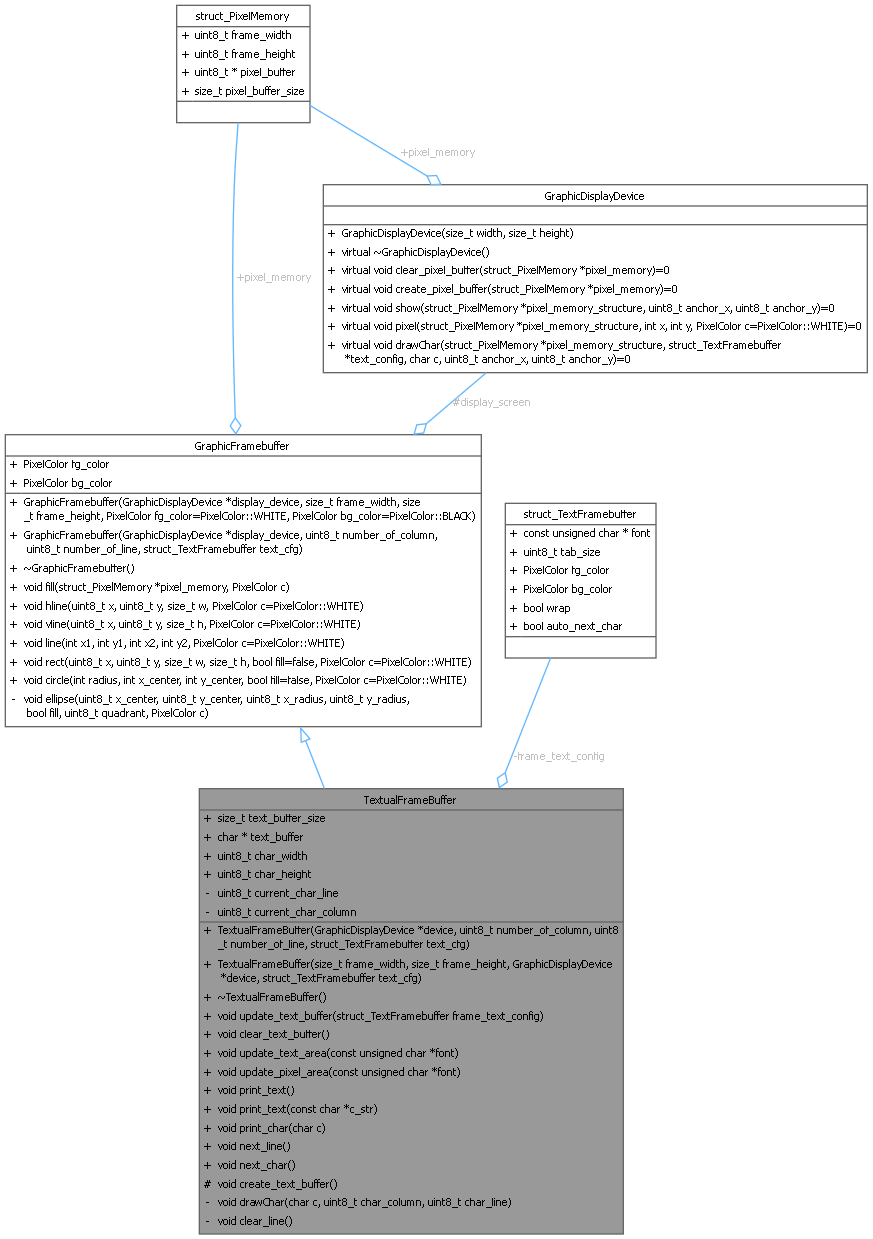 struct_PixelMemory
+ uint8_t frame_width
+ uint8_t frame_height
+ uint8_t * pixel_buffer
+ size_t pixel_buffer_size
+pixel_memory
GraphicDisplayDevice
+ GraphicDisplayDevice(size_t width, size_t height)
+ virtual ~GraphicDisplayDevice()
+ virtual void clear_pixel_buffer(struct_PixelMemory *pixel_memory)=0
+ virtual void create_pixel_buffer(struct_PixelMemory *pixel_memory)=0
+ virtual void show(struct_PixelMemory *pixel_memory_structure, uint8_t anchor_x, uint8_t anchor_y)=0
+ virtual void pixel(struct_PixelMemory *pixel_memory_structure, int x, int y, PixelColor c=PixelColor::WHITE)=0
+ virtual void drawChar(struct_PixelMemory *pixel_memory_structure, struct_TextFramebuffer
*text_config, char c, uint8_t anchor_x, uint8_t anchor_y)=0
+pixel_memory
#display_screen
GraphicFramebuffer
+ PixelColor fg_color
+ PixelColor bg_color
+ GraphicFramebuffer(GraphicDisplayDevice *display_device, size_t frame_width, size
_t frame_height, PixelColor fg_color=PixelColor::WHITE, PixelColor bg_color=PixelColor::BLACK)
+ GraphicFramebuffer(GraphicDisplayDevice *display_device, uint8_t number_of_column,
uint8_t number_of_line, struct_TextFramebuffer text_cfg)
+ ~GraphicFramebuffer()
+ void fill(struct_PixelMemory *pixel_memory, PixelColor c)
+ void hline(uint8_t x, uint8_t y, size_t w, PixelColor c=PixelColor::WHITE)
+ void vline(uint8_t x, uint8_t y, size_t h, PixelColor c=PixelColor::WHITE)
+ void line(int x1, int y1, int x2, int y2, PixelColor c=PixelColor::WHITE)
+ void rect(uint8_t x, uint8_t y, size_t w, size_t h, bool fill=false, PixelColor c=PixelColor::WHITE)
+ void circle(int radius, int x_center, int y_center, bool fill=false, PixelColor c=PixelColor::WHITE)
- void ellipse(uint8_t x_center, uint8_t y_center, uint8_t x_radius, uint8_t y_radius,
bool fill, uint8_t quadrant, PixelColor c)
struct_TextFramebuffer
+ const unsigned char * font
+ uint8_t tab_size
+ PixelColor fg_color
+ PixelColor bg_color
+ bool wrap
+ bool auto_next_char
-frame_text_config
TextualFrameBuffer
+ size_t text_buffer_size
+ char * text_buffer
+ uint8_t char_width
+ uint8_t char_height
- uint8_t current_char_line
- uint8_t current_char_column
+ TextualFrameBuffer(GraphicDisplayDevice *device, uint8_t number_of_column, uint8
_t number_of_line, struct_TextFramebuffer text_cfg)
+ TextualFrameBuffer(size_t frame_width, size_t frame_height, GraphicDisplayDevice
*device, struct_TextFramebuffer text_cfg)
+ ~TextualFrameBuffer()
+ void update_text_buffer(struct_TextFramebuffer frame_text_config)
+ void clear_text_buffer()
+ void update_text_area(const unsigned char *font)
+ void update_pixel_area(const unsigned char *font)
+ void print_text()
+ void print_text(const char *c_str)
+ void print_char(char c)
+ void next_line()
+ void next_char()
# void create_text_buffer()
- void drawChar(char c, uint8_t char_column, uint8_t char_line)
- void clear_line()